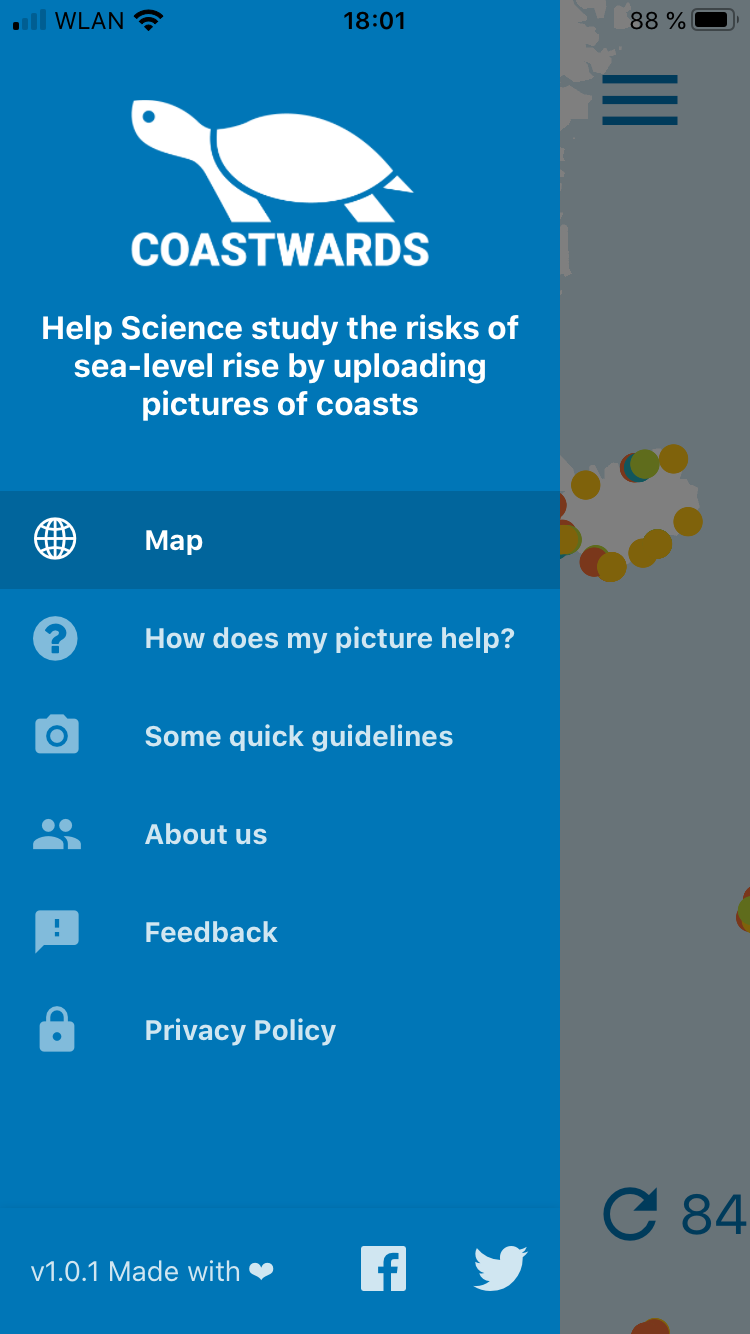 WLAN 18:01 88 %
COASTWARDS
Help Science study the risks of
sea-level rise by uploading
pictures of coasts
Map
How does my picture help?
Some quick guidelines
About us
Feedback
Privacy Policy
84
v1.0.1 Made with ❤